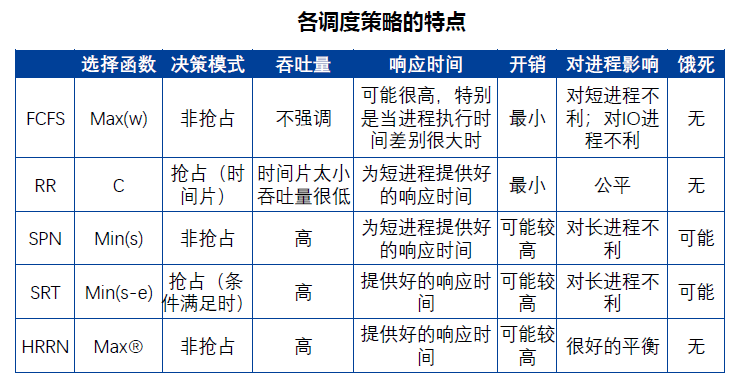 各调度策略的特点
选择函数 决策模式 吞吐量 响应时间 开销 对进程影响 饿死
FCFS Max(w) 非抢占 不强调 可能很高，特别是当进程执行时间差别很大时 最小 对短进程不利；对IO进程不利 无
RR C 抢占（时间片） 时间片太小吞吐量很低 为短进程提供好的响应时间 最小 公平 无
SPN Min(s) 非抢占 高 为短进程提供好的响应时间 可能较高 对长进程不利 可能
SRT Min(s-e) 抢占（条件满足时） 高 提供好的响应时间 可能较高 对长进程不利 可能
HRRN Max® 非抢占 高 提供好的响应时间 可能较高 很好的平衡 无